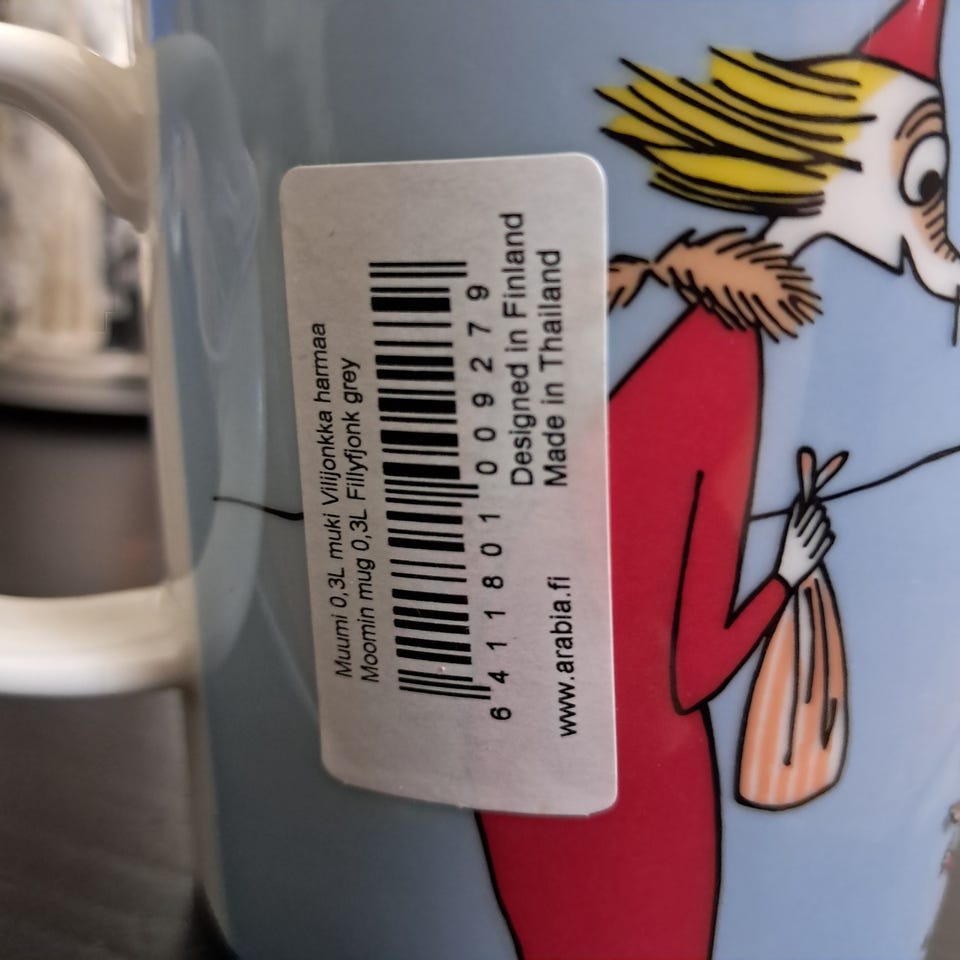 Muumi 0,3L muki Vilijonkka harmaa
Moomin mug 0,3L Fillyfjonk grey
6 411801 009279
Designed in Finland
www.arabia.fi Made in Thailand